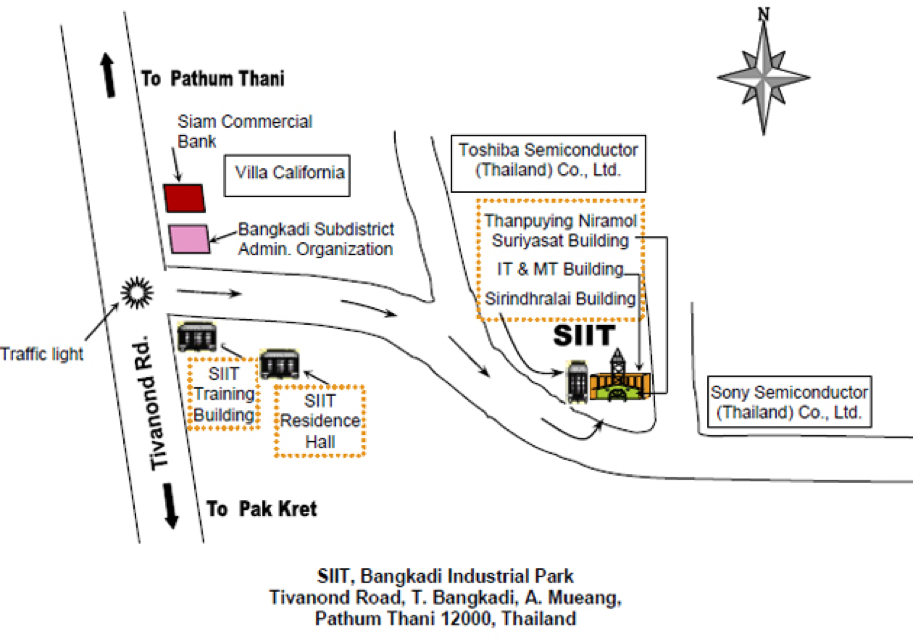 N
To Pathum Thani
Siam Commercial
Bank
Villa California
Toshiba Semiconductor
(Thailand) Co., Ltd.
Thanpuying Niramol
Suriyasat Building
IT & MT Building
Sirindhralai Building
Bangkadi Subdistrict
Admin. Organization
SIIT
Traffic light
Tivanond Rd.
SIIT
Training
Building
SIIT
Residence
Hall
Sony Semiconductor
(Thailand) Co., Ltd.
To Pak Kret
SIIT, Bangkadi Industrial Park
Tivanond Road, T. Bangkadi, A. Mueang,
Pathum Thani 12000, Thailand